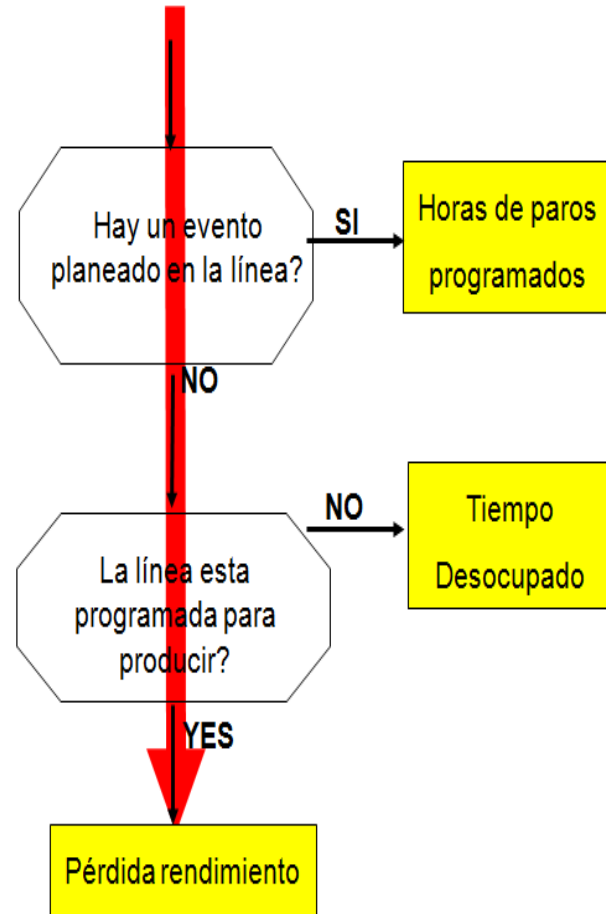 Hay un evento
planeado en la línea?
SI
Horas de paros
programados
NO
La línea esta
programada para
producir?
NO
Tiempo
Desocupado
YES
Pérdida rendimiento